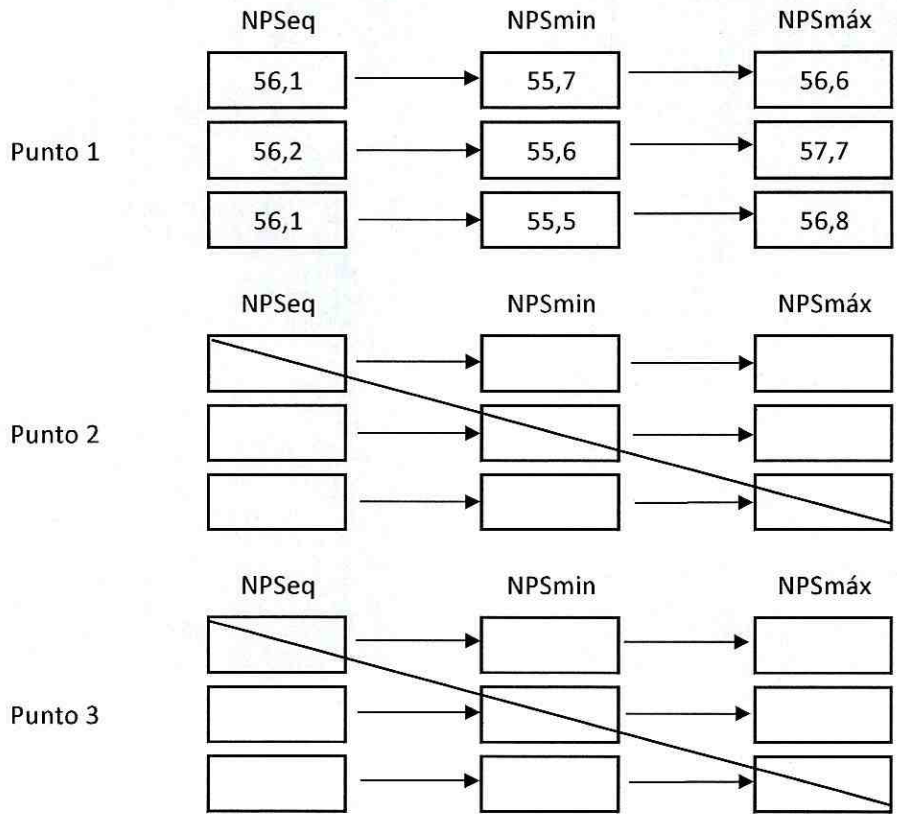 NPSeq NPSmin NPSmáx
56,1 55,7 56,6
Punto 1 56,2 55,6 57,7
56,1 55,5 56,8
NPSeq NPSmin NPSmáx
Punto 2
NPSeq NPSmin NPSmáx
Punto 3